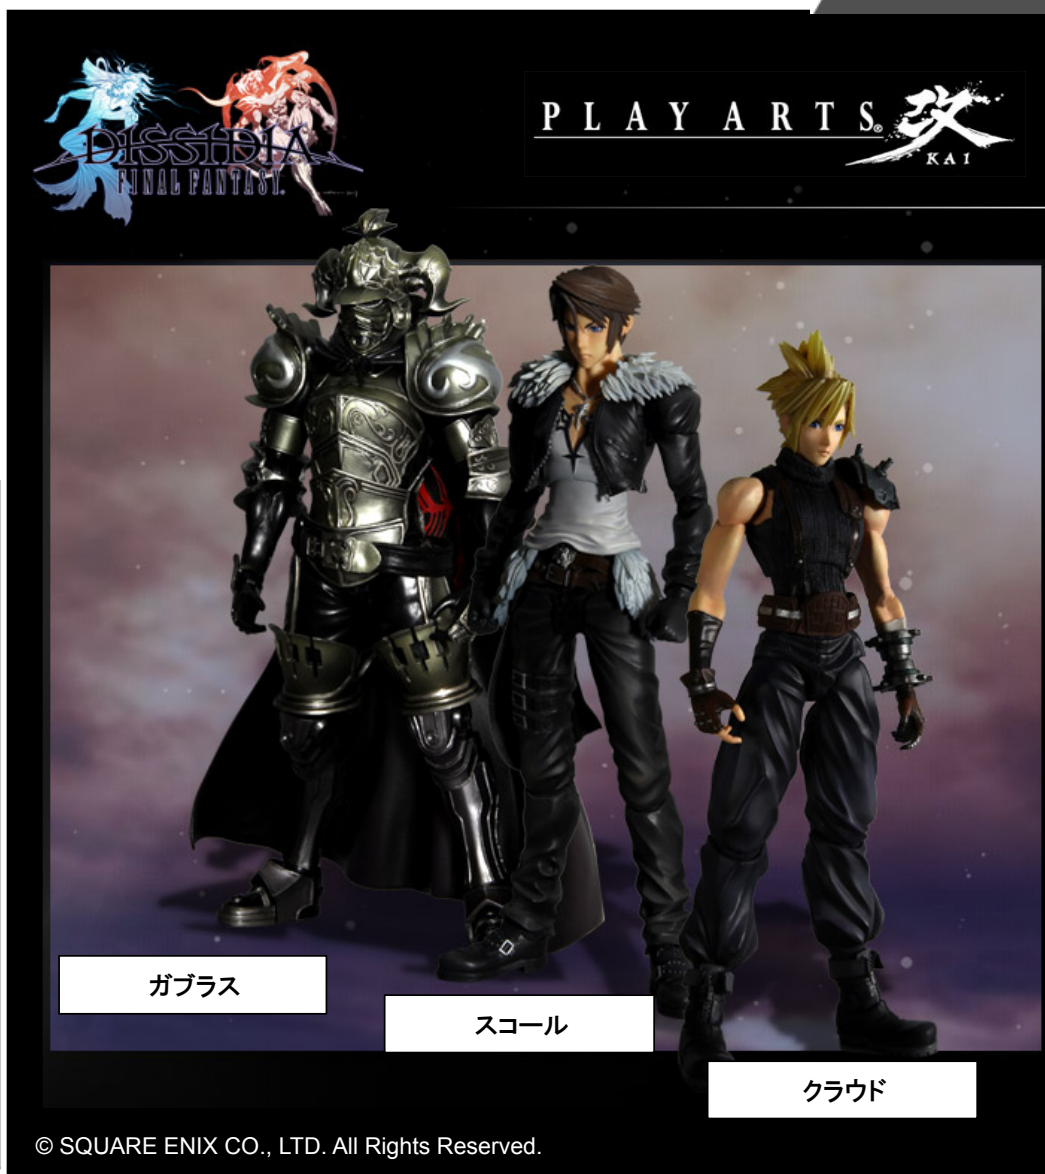 DISSIDIA
FINAL FANTASY®
PLAY ARTS® 改
KAI
ガブラス
スコール
クラウド
© SQUARE ENIX CO., LTD. All Rights Reserved.